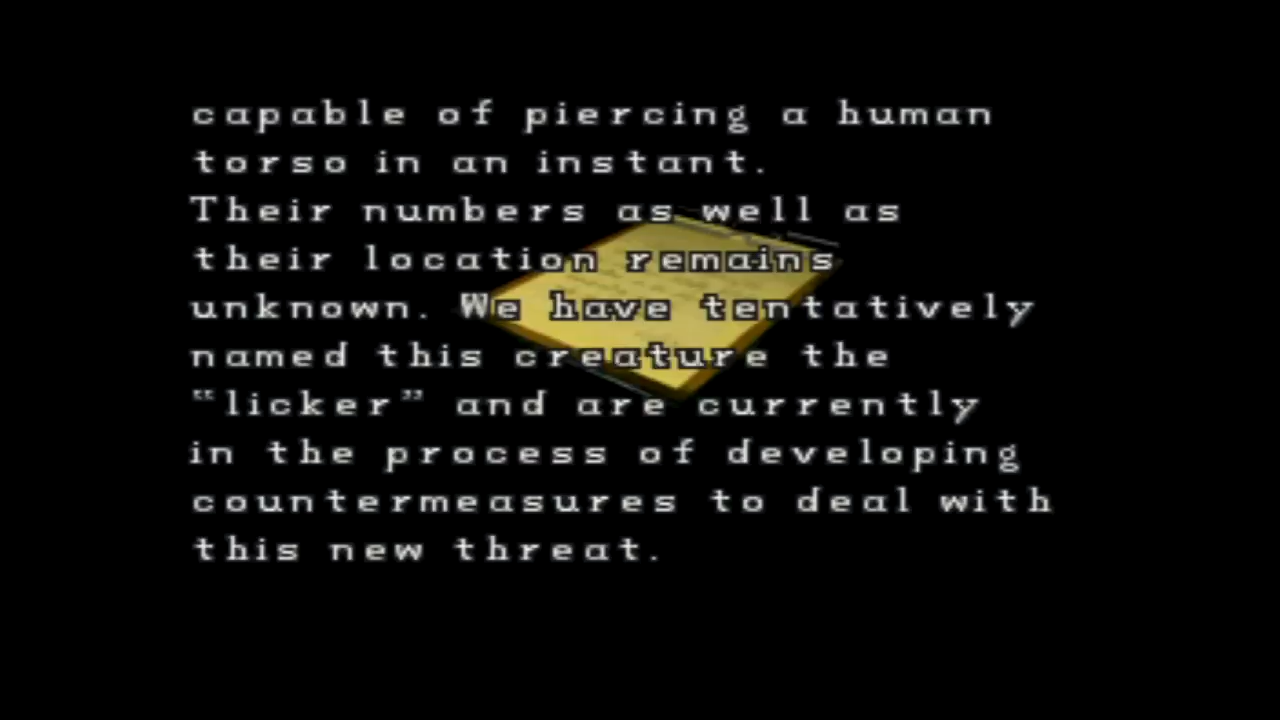 capable of piercing a human
torso in an instant.
Their numbers as well as
their location remains
unknown. We have tentatively
named this creature the
“licker” and are currently
in the process of developing
countermeasures to deal with
this new threat.